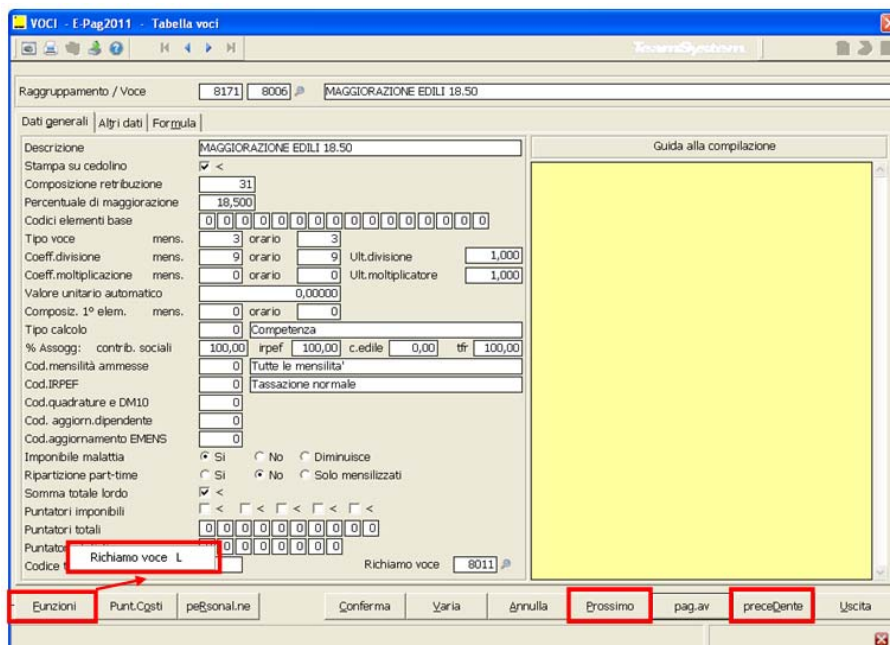 VOCI - E-Pag2011 - Tabella voci
TeamSystem
Raggruppamento / Voce 8171 8006 MAGGIORAZIONE EDILI 18.50
Dati generali Altri dati Formula
Guida alla compilazione
Descrizione MAGGIORAZIONE EDILI 18.50
Stampa su cedolino <
Composizione retribuzione 31
Percentuale di maggiorazione 18,500
Codici elementi base 0 0 0 0 0 0 0 0 0 0 0 0 0 0 0 0
Tipo voce mens. 3 orario 3
Coeff.divisione mens. 9 orario 9 Ult.divisione 1,000
Coeff.moltiplicazione mens. 0 orario 0 Ult.moltiplicatore 1,000
Valore unitario automatico 0,00000
Composiz. 1º elem. mens. 0 orario 0
Tipo calcolo 0 Competenza
% Assogg: contrib. sociali 100,00 irpef 100,00 c.edile 0,00 tfr 100,00
Cod.mensilità ammesse 0 Tutte le mensilita'
Cod.IRPEF 0 Tassazione normale
Cod.quadrature e DM10 0
Cod. aggiorn.dipendente 0
Cod.aggiornamento EMENS 0
Imponibile malattia Si No Diminuisce
Ripartizione part-time Si No Solo mensilizzati
Somma totale lordo <
Puntatori imponibili < < < < <
Puntatori totali 0 0 0 0 0 0 0 0 0 0
0 0 0 0 0 0 0
Richiamo voce L
Codice Richiamo voce 8011
Funzioni Punt.Costi peRsonal.ne Conferma Varia Annulla Prossimo pag.av preceDente Uscita